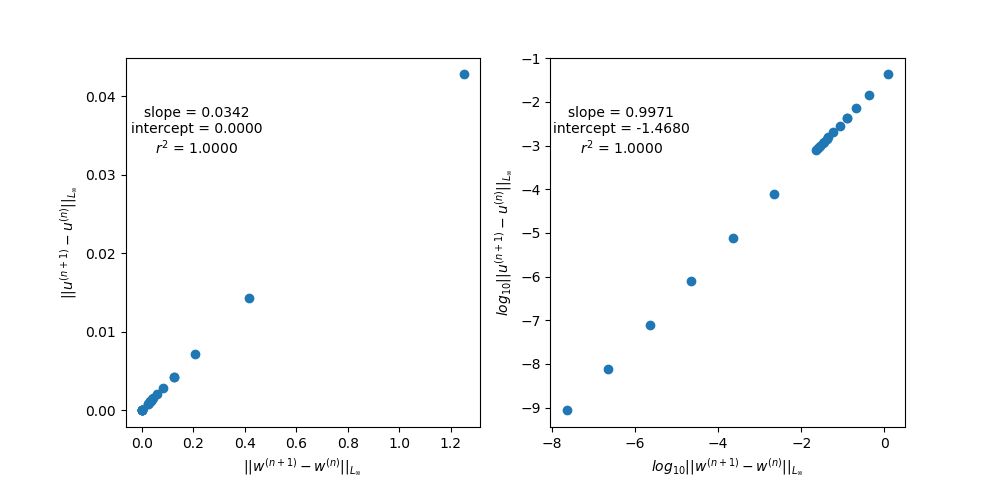 slope = 0.0342
intercept = 0.0000
r² = 1.0000
||u⁽ⁿ⁺¹⁾ − u⁽ⁿ⁾||_{L∞}
0.04
0.03
0.02
0.01
0.00
0.0 0.2 0.4 0.6 0.8 1.0 1.2
||w⁽ⁿ⁺¹⁾ − w⁽ⁿ⁾||_{L∞}
slope = 0.9971
intercept = -1.4680
r² = 1.0000
log₁₀||u⁽ⁿ⁺¹⁾ − u⁽ⁿ⁾||_{L∞}
−1
−2
−3
−4
−5
−6
−7
−8
−9
−8 −6 −4 −2 0
log₁₀||w⁽ⁿ⁺¹⁾ − w⁽ⁿ⁾||_{L∞}